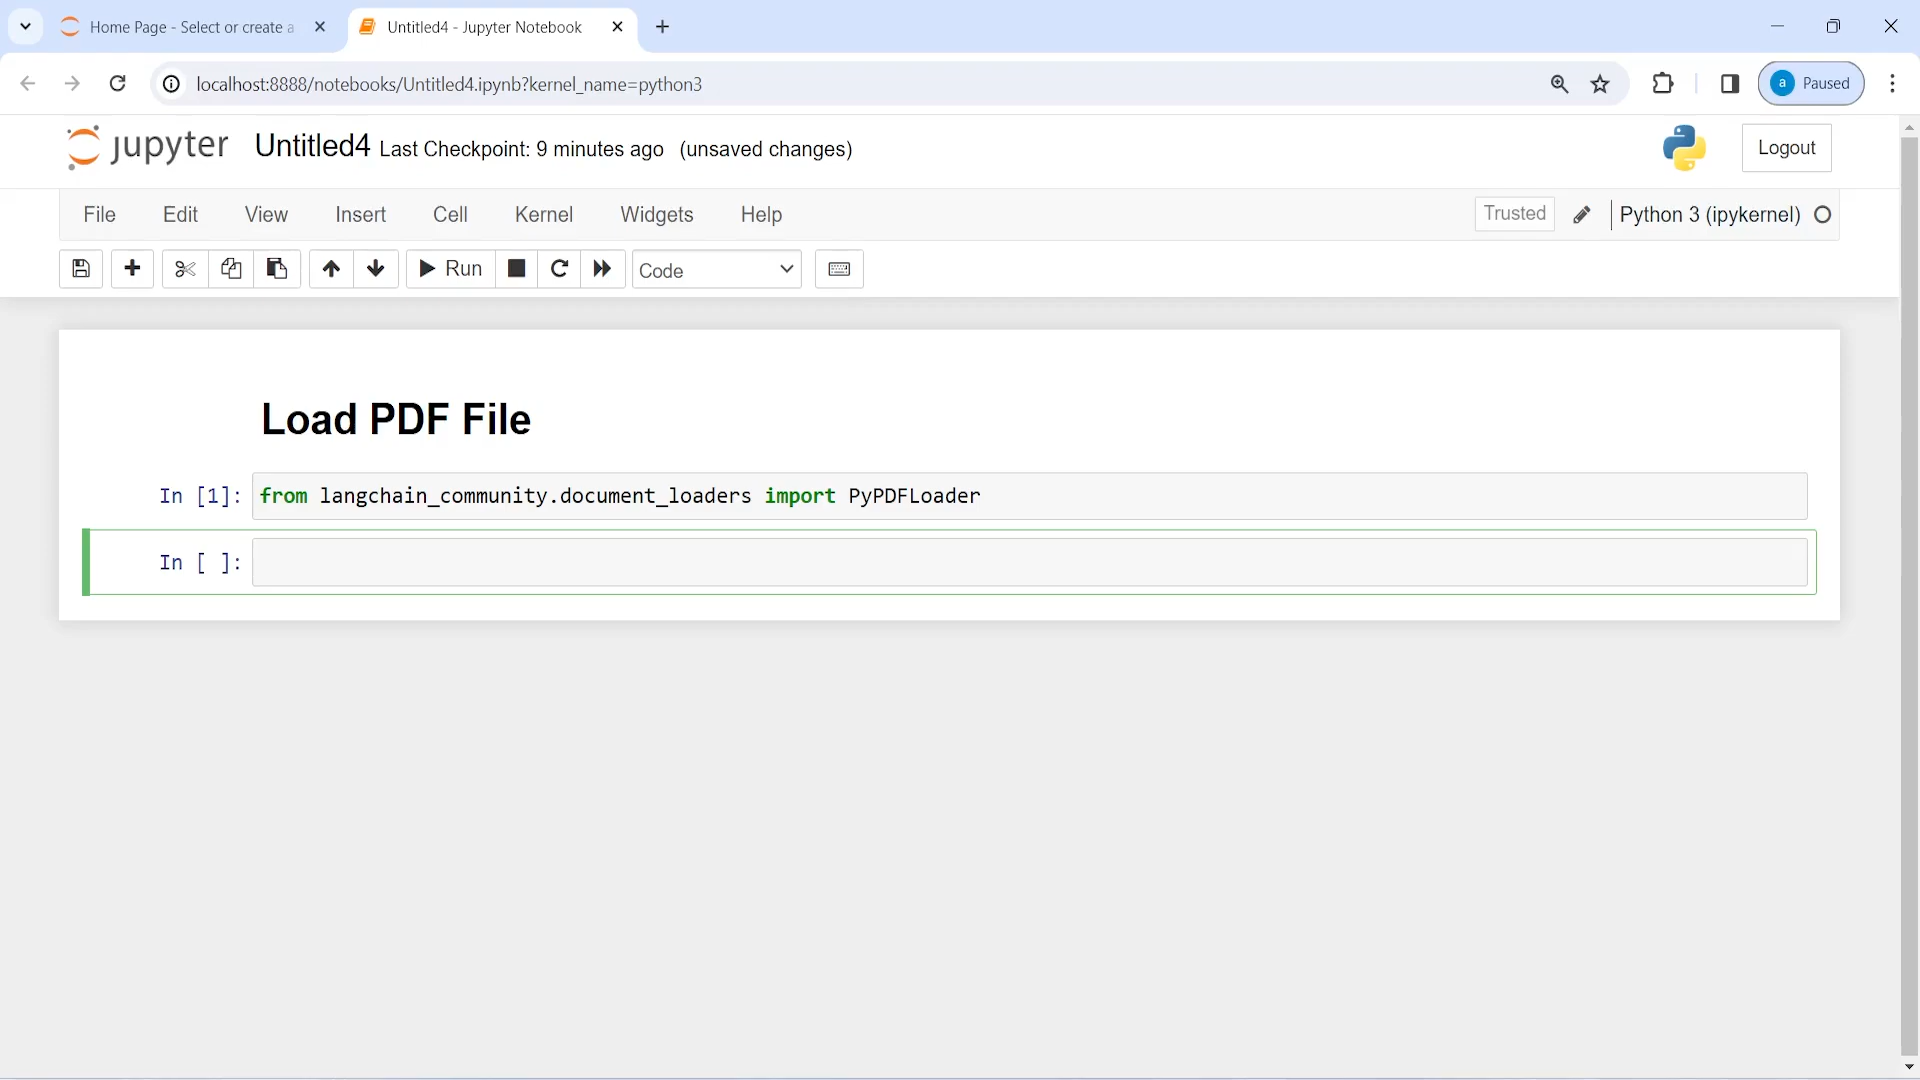 Home Page - Select or create a
Untitled4 - Jupyter Notebook
localhost:8888/notebooks/Untitled4.ipynb?kernel_name=python3
a Paused
jupyter Untitled4 Last Checkpoint: 9 minutes ago (unsaved changes)
Logout
File Edit View Insert Cell Kernel Widgets Help
Trusted
Python 3 (ipykernel)
Run
Code
Load PDF File
In [1]: from langchain_community.document_loaders import PyPDFLoader
In [ ]: